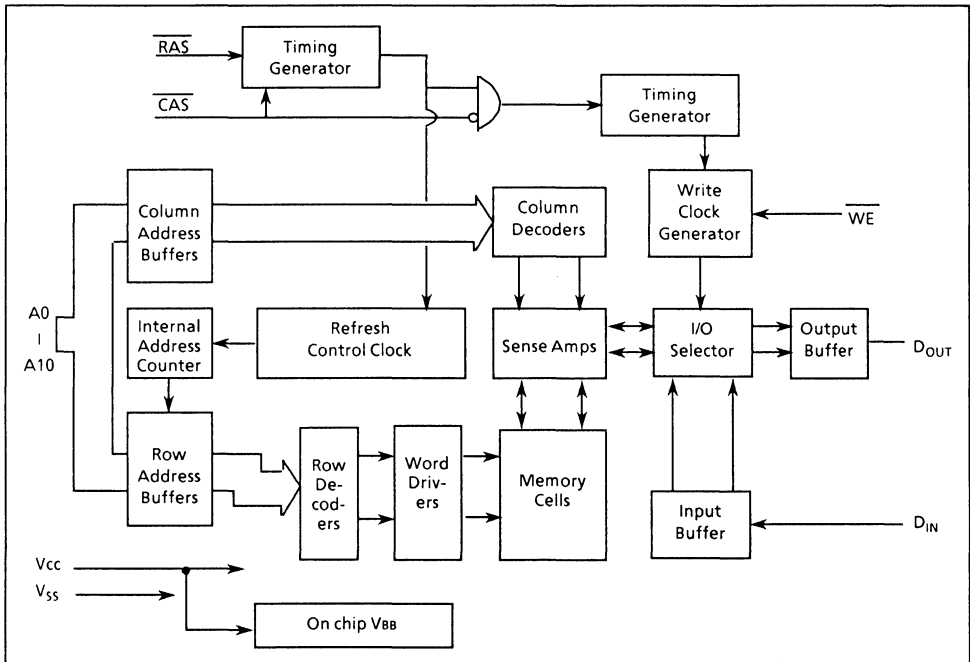 RAS
Timing
Generator
CAS
Timing
Generator
Column
Address
Buffers
Column
Decoders
Write
Clock
Generator
WE
A0
|
A10
Internal
Address
Counter
Refresh
Control Clock
Sense Amps
I/O
Selector
Output
Buffer
DOUT
Row
Address
Buffers
Row
De-
cod-
ers
Word
Driv-
ers
Memory
Cells
Input
Buffer
DIN
Vcc
VSS
On chip VBB